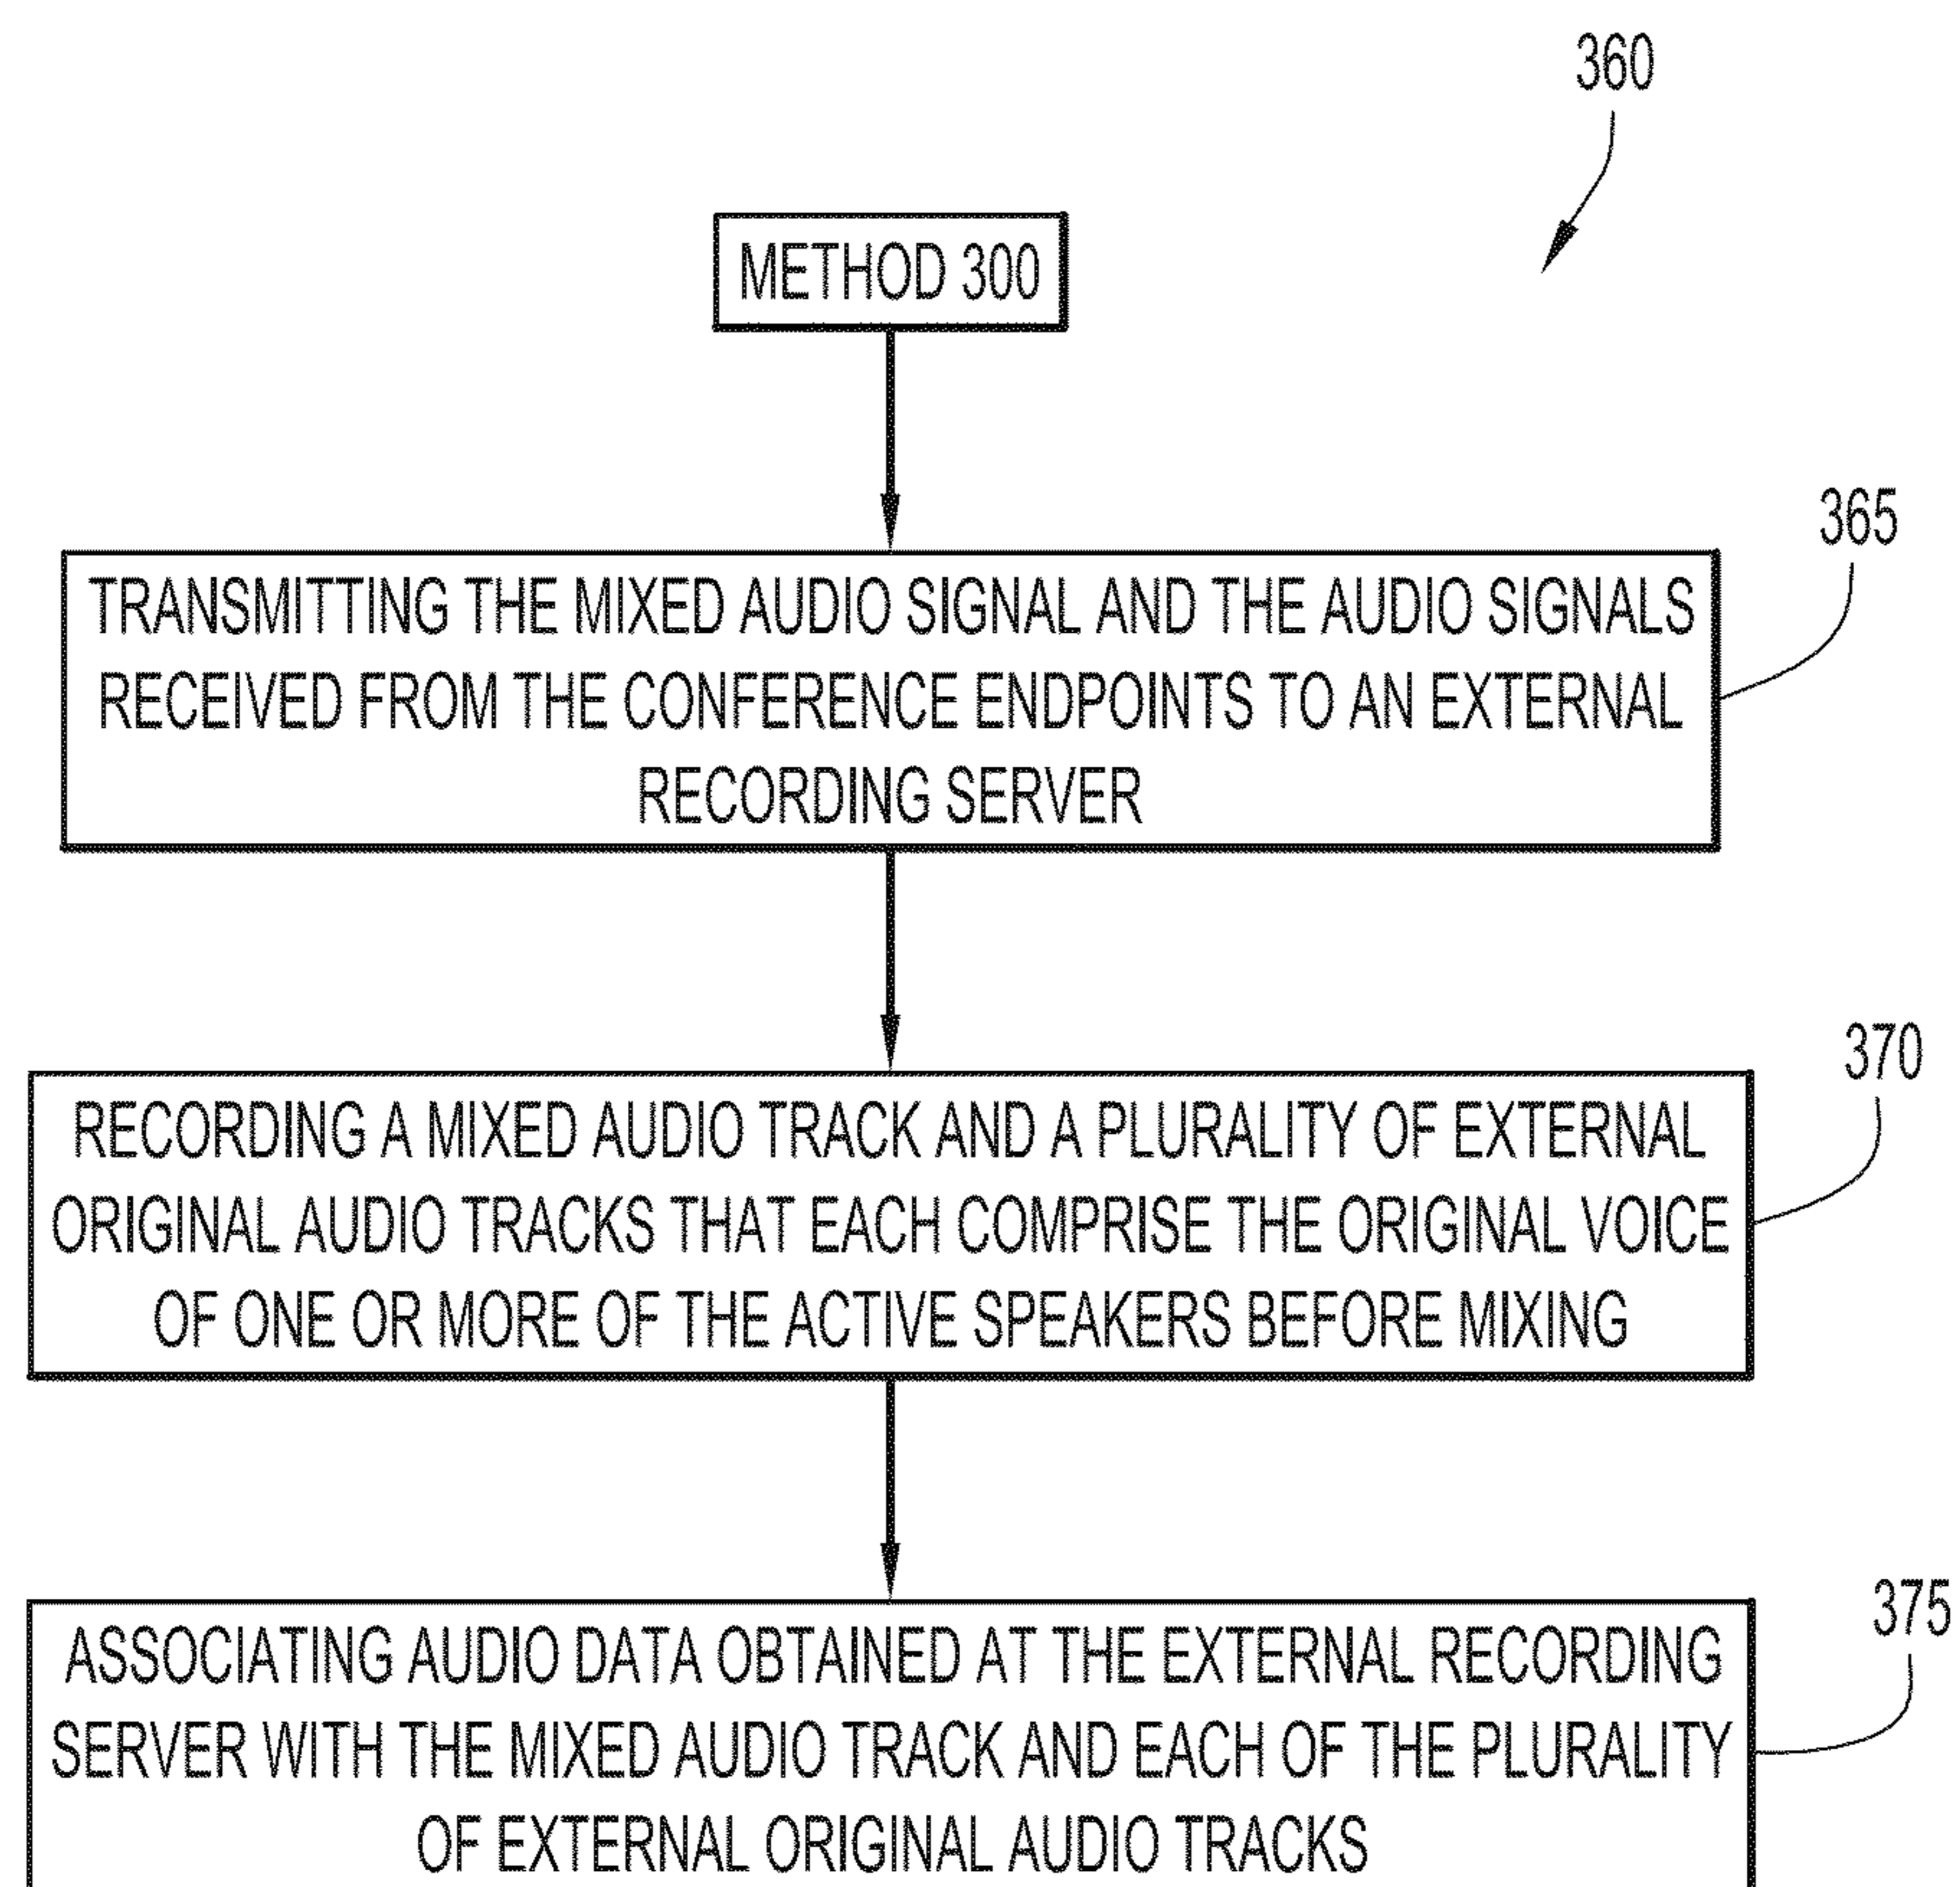 360
METHOD 300
365
TRANSMITTING THE MIXED AUDIO SIGNAL AND THE AUDIO SIGNALS
RECEIVED FROM THE CONFERENCE ENDPOINTS TO AN EXTERNAL
RECORDING SERVER
370
RECORDING A MIXED AUDIO TRACK AND A PLURALITY OF EXTERNAL
ORIGINAL AUDIO TRACKS THAT EACH COMPRISE THE ORIGINAL VOICE
OF ONE OR MORE OF THE ACTIVE SPEAKERS BEFORE MIXING
375
ASSOCIATING AUDIO DATA OBTAINED AT THE EXTERNAL RECORDING
SERVER WITH THE MIXED AUDIO TRACK AND EACH OF THE PLURALITY
OF EXTERNAL ORIGINAL AUDIO TRACKS